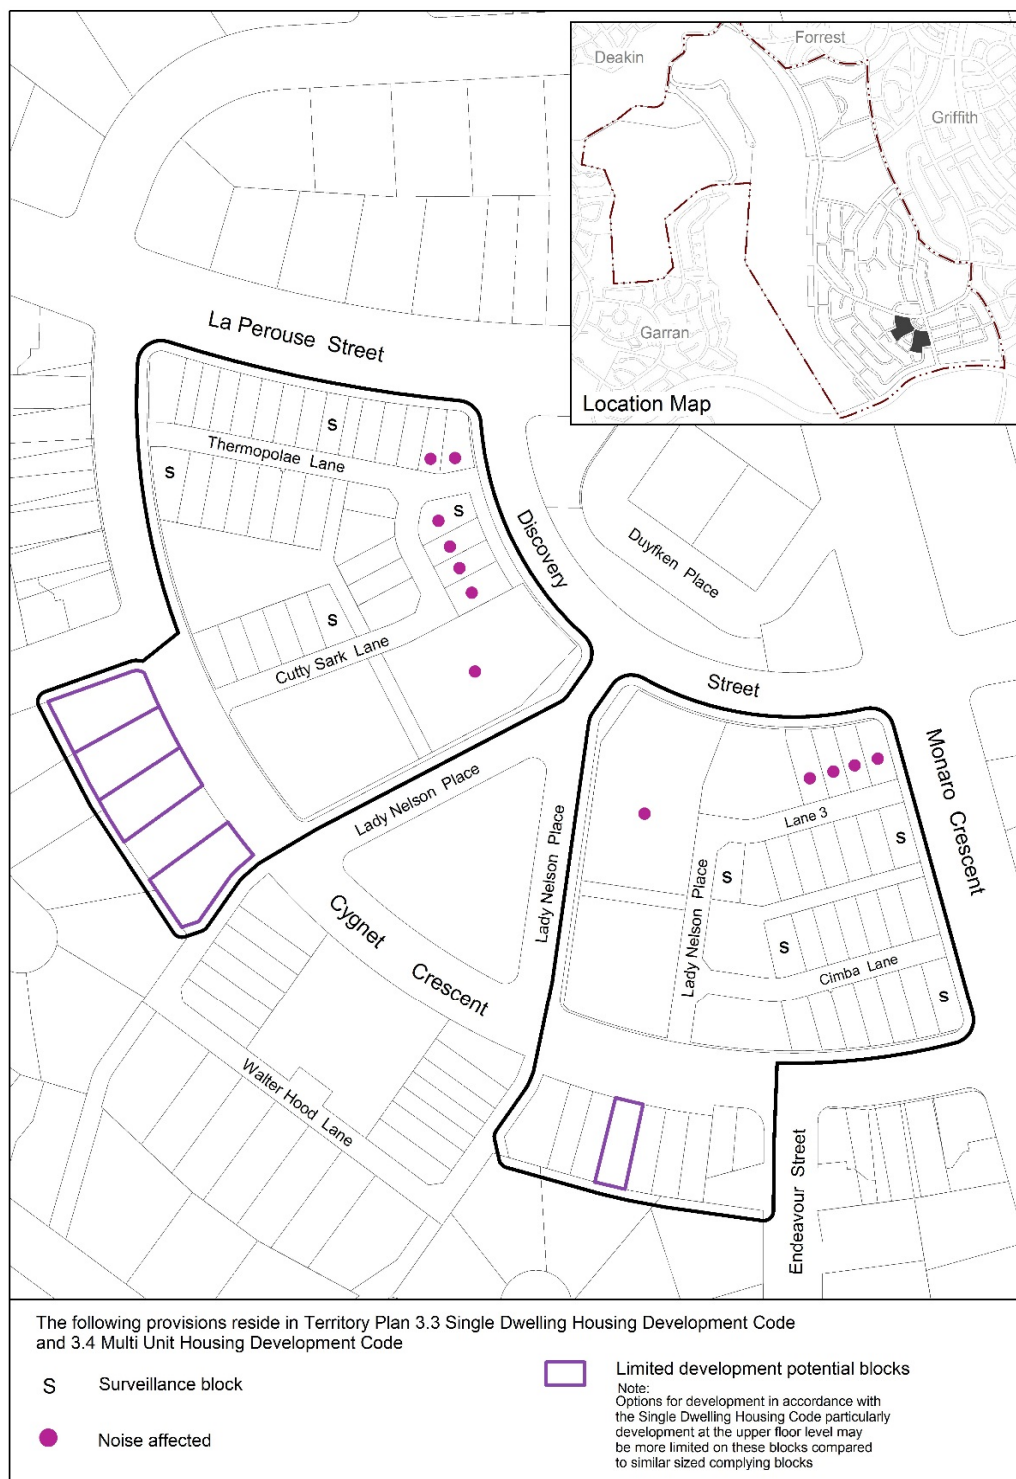 Deakin
Forrest
Griffith
Garran
Location Map
La Perouse Street
S
Thermopolae Lane
S
S
Discovery
Duyfken Place
S
Cutty Sark Lane
Street
Monaro Crescent
Lady Nelson Place
Lady Nelson Place
Lane 3
S
S
Lady Nelson Place
Cygnet
Crescent
S
Cimba Lane
S
Walter Hood Lane
Endeavour Street
The following provisions reside in Territory Plan 3.3 Single Dwelling Housing Development Code
and 3.4 Multi Unit Housing Development Code
S Surveillance block
Noise affected
Limited development potential blocks
Note:
Options for development in accordance with
the Single Dwelling Housing Code particularly
development at the upper floor level may
be more limited on these blocks compared
to similar sized complying blocks